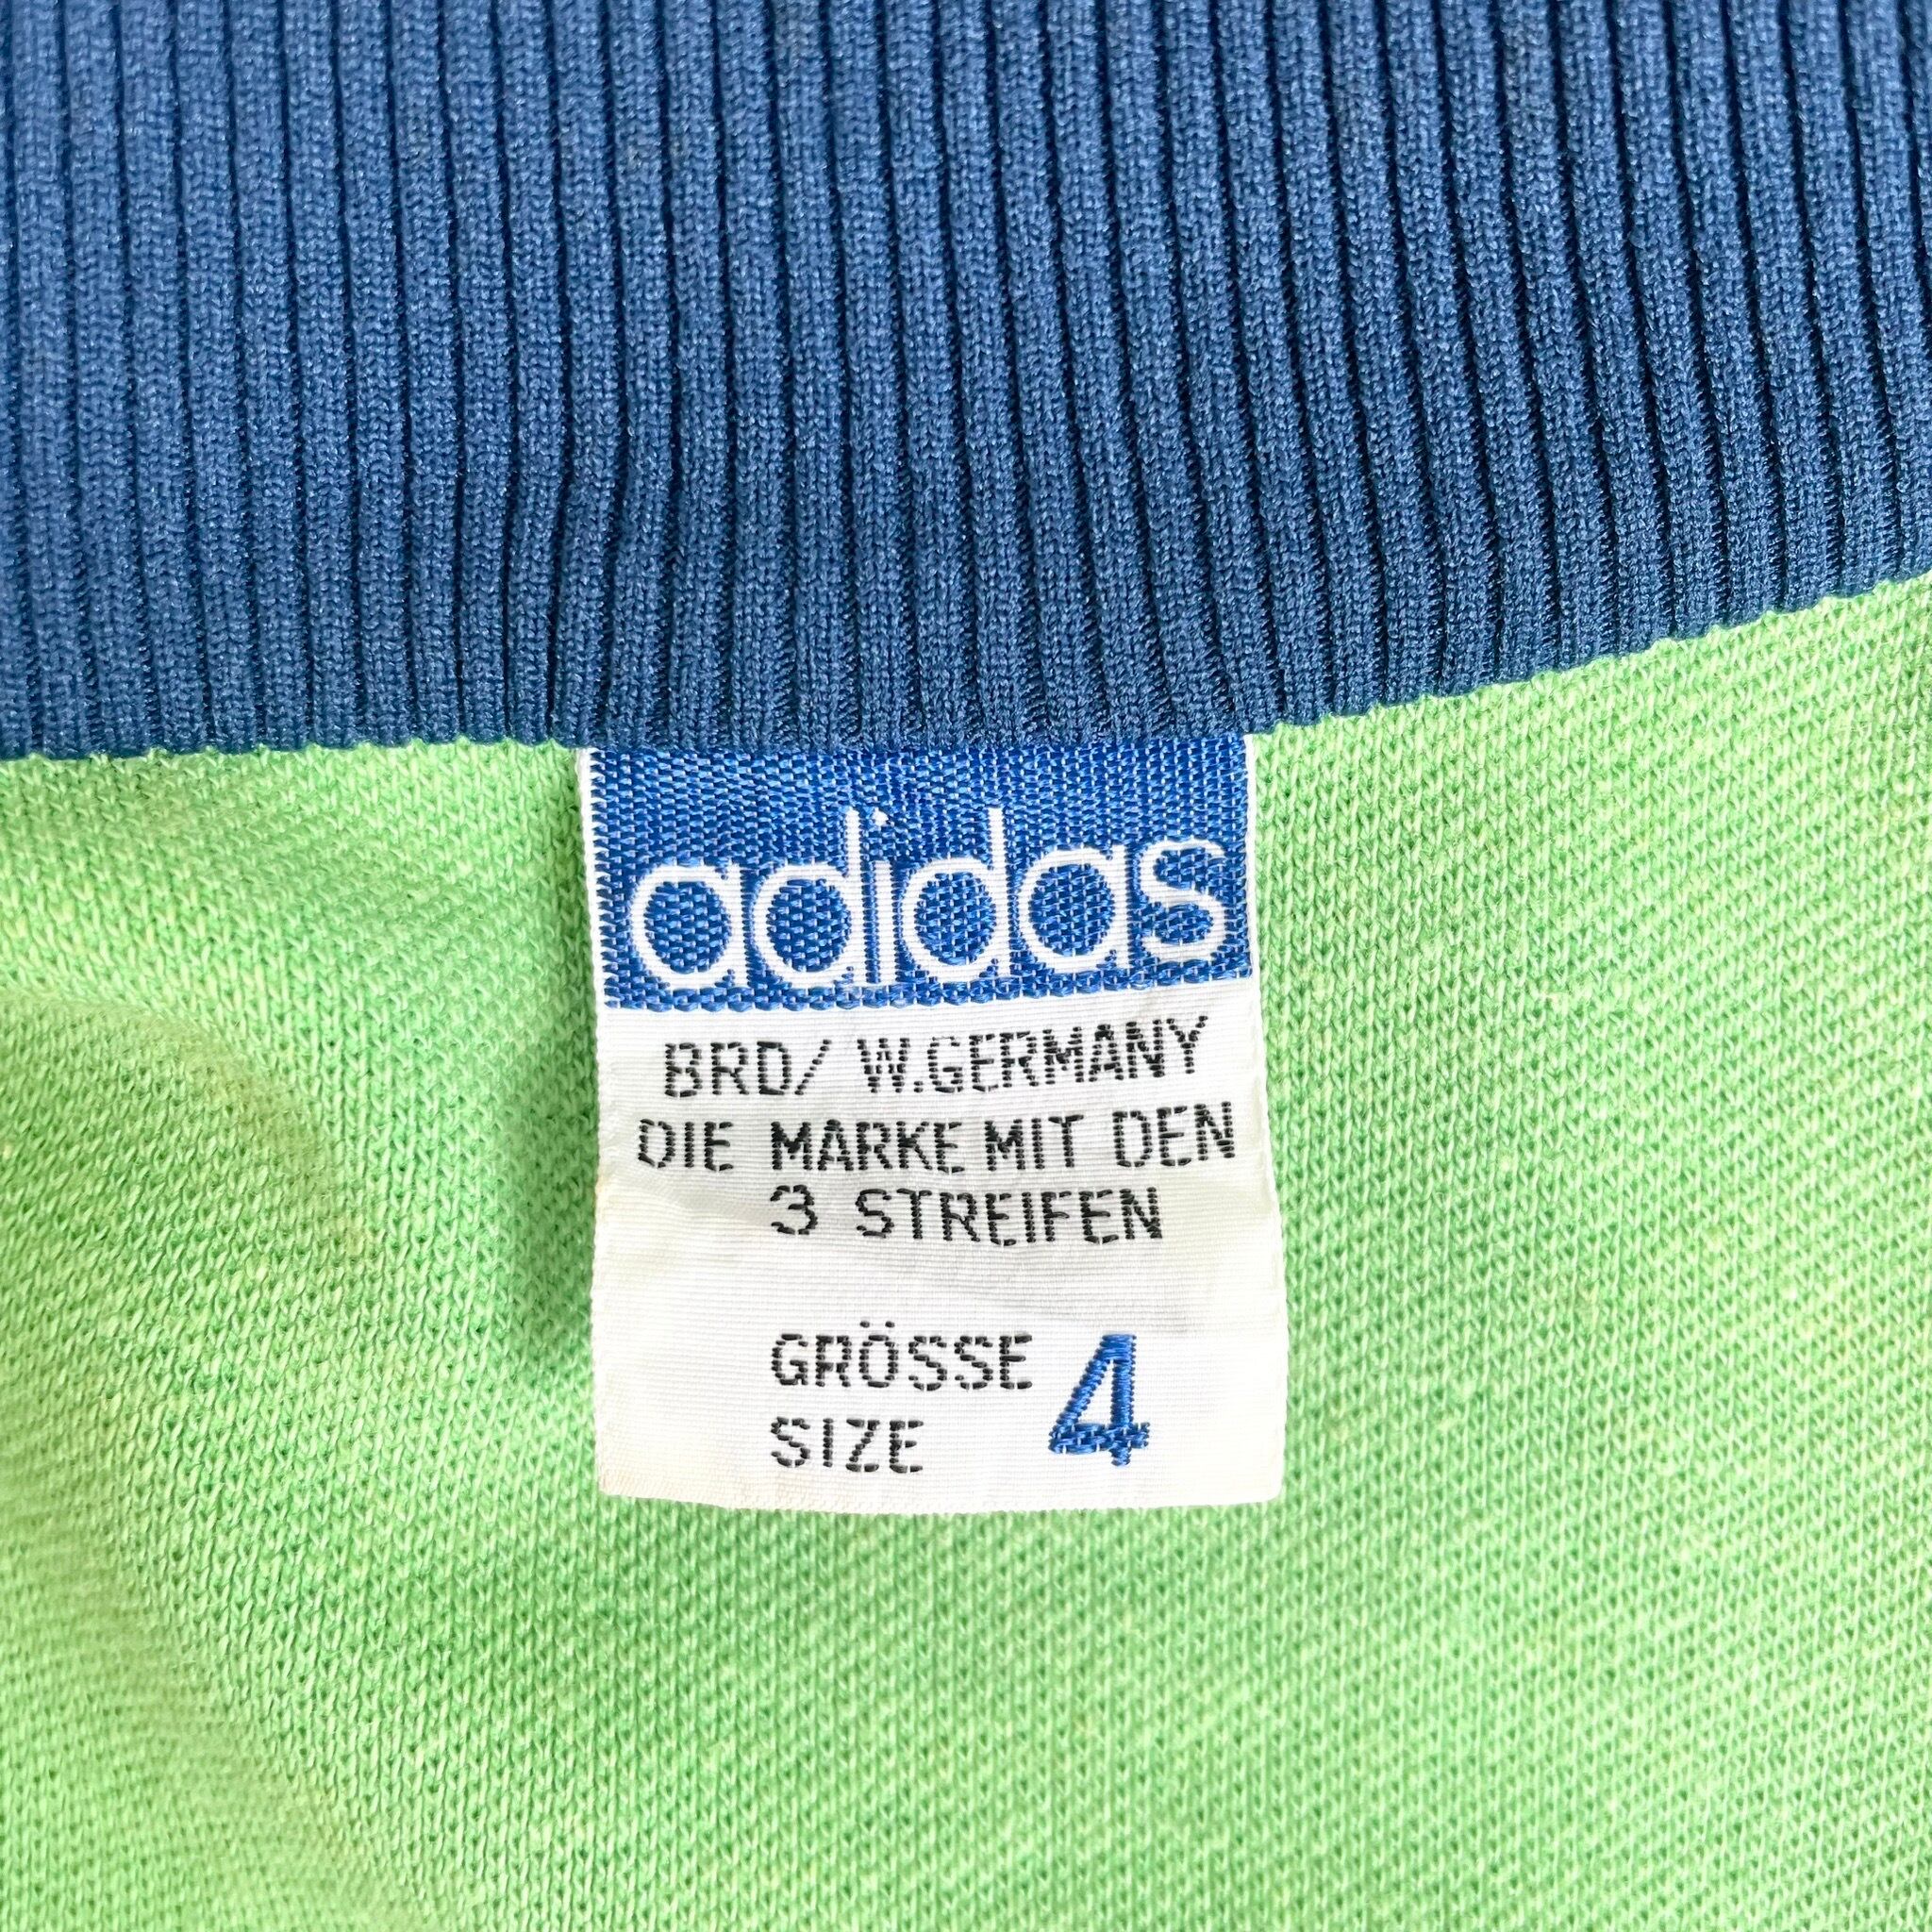 adidas
BRD/ W.GERMANY
DIE MARKE MIT DEN
3 STREIFEN
GRÖSSE 4
SIZE